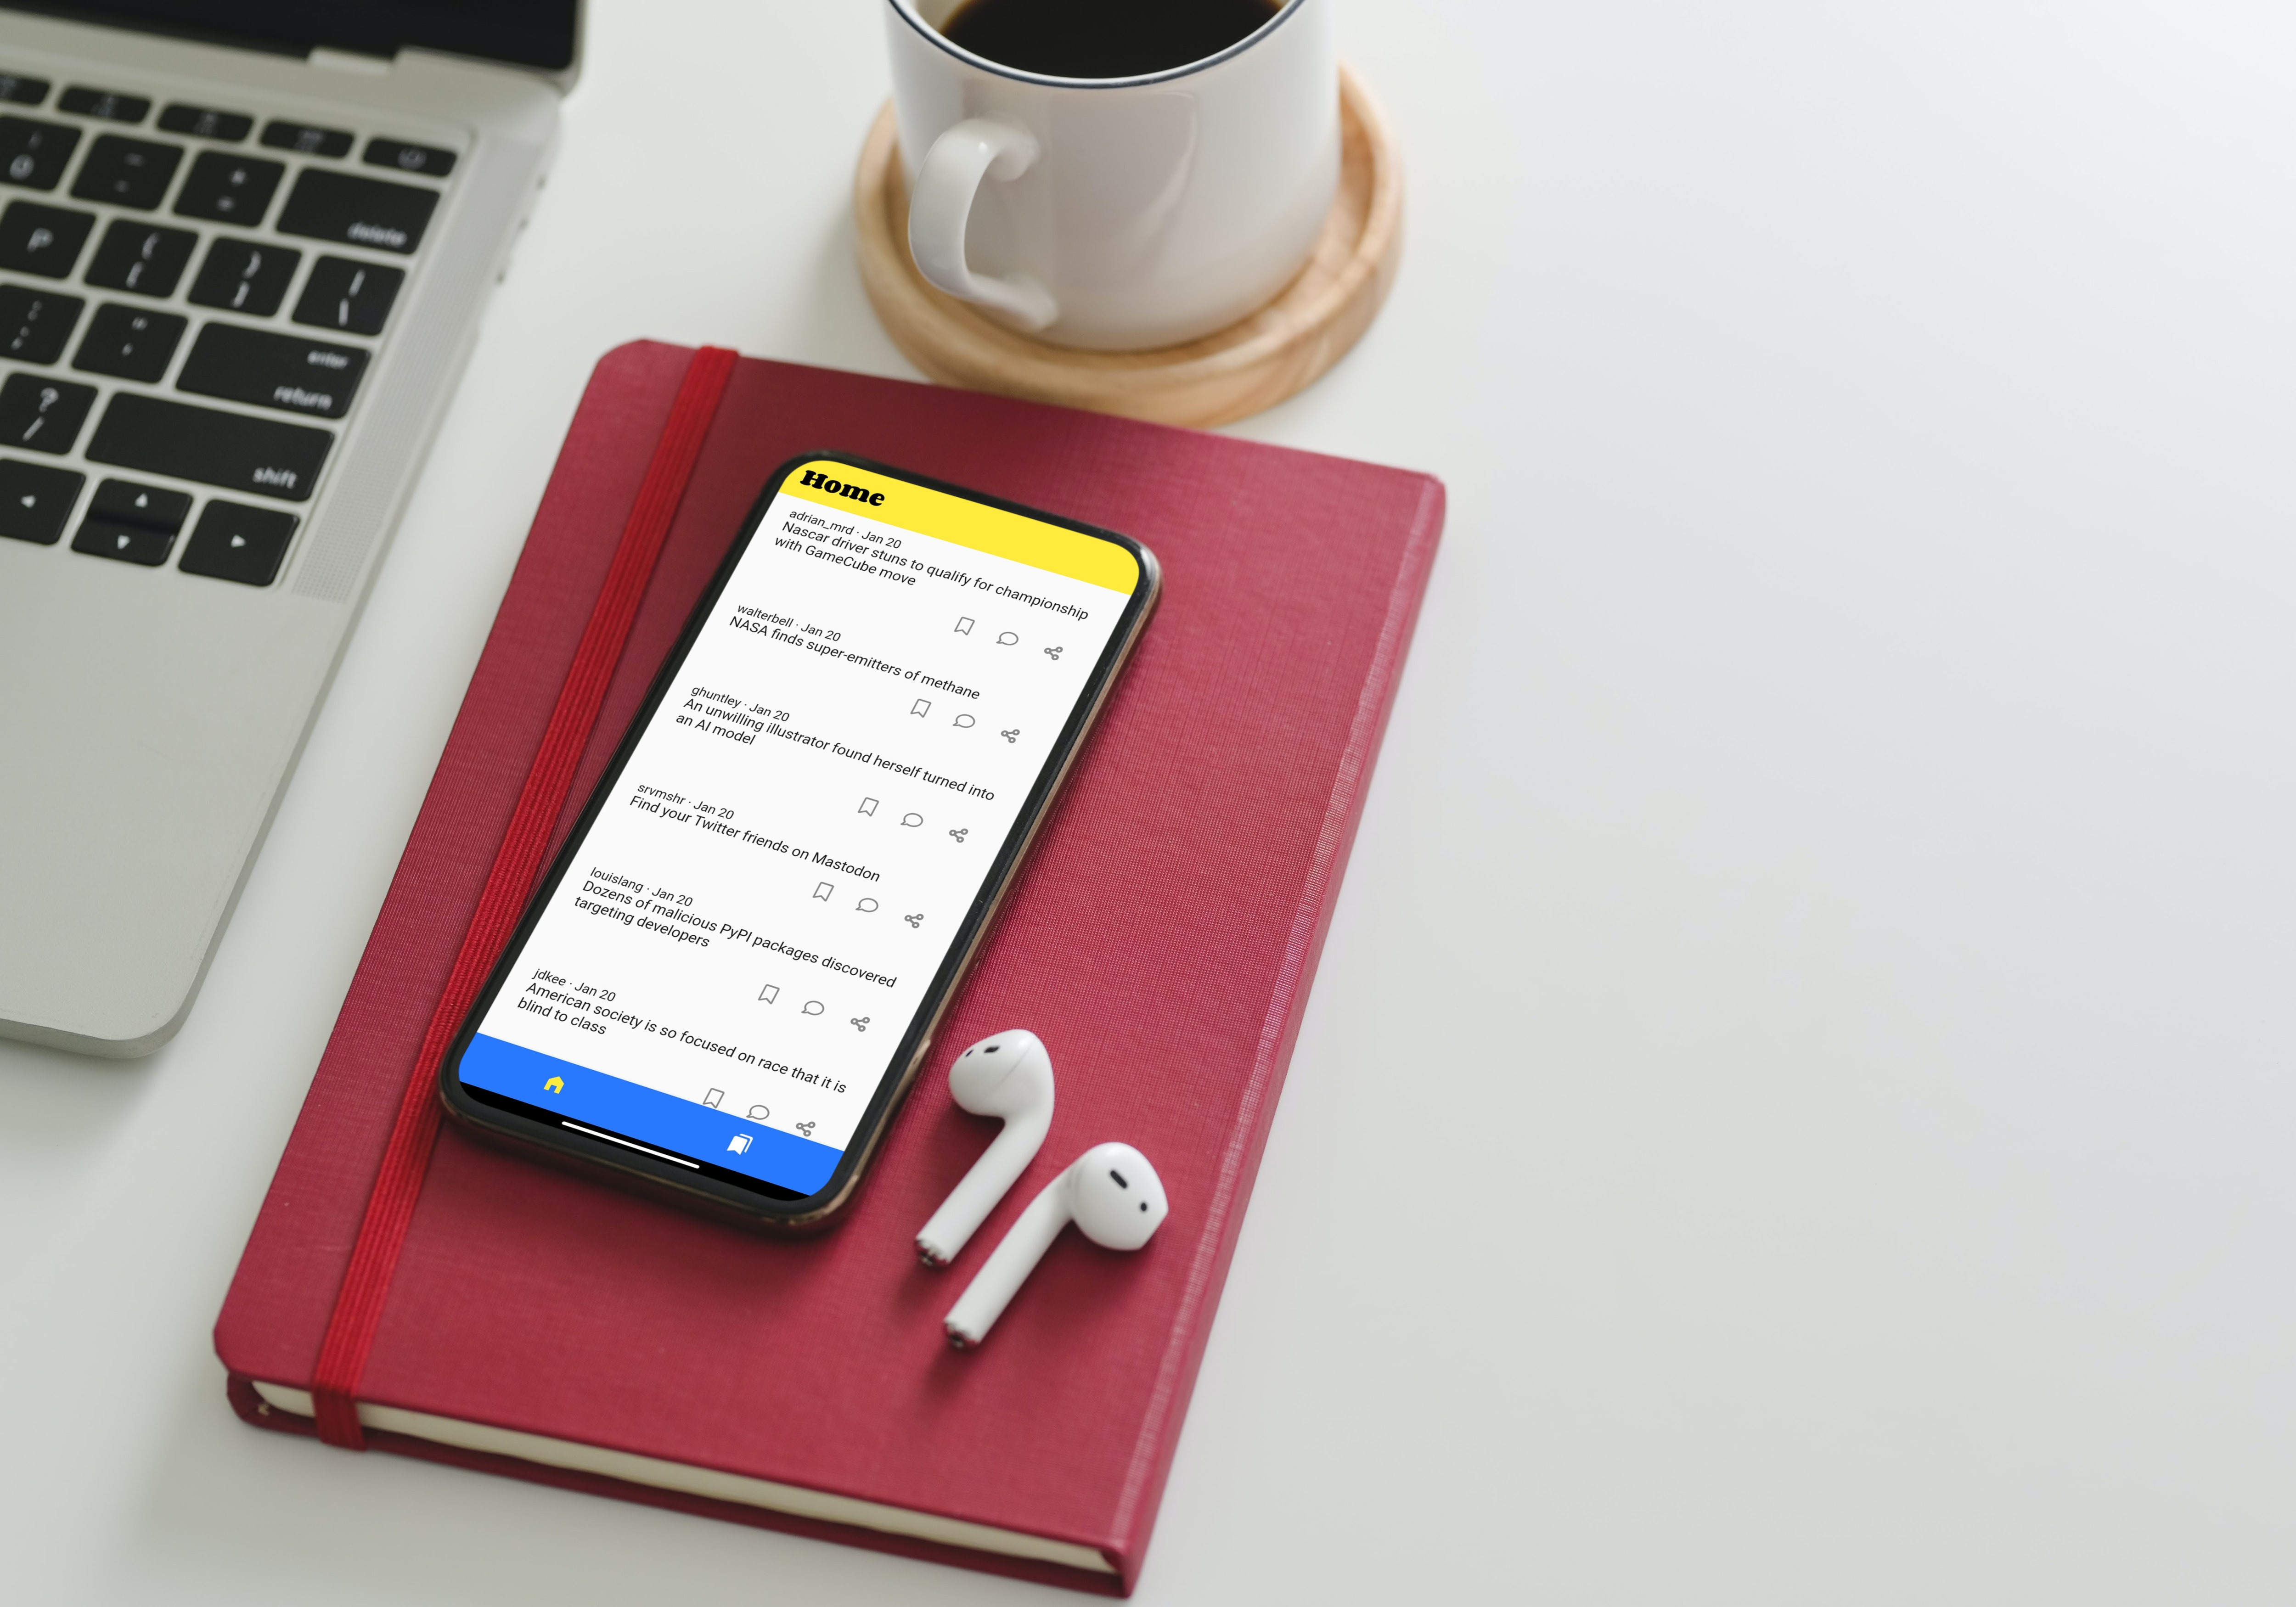 delete
P
enter
return
shift
Home
adrian_mrd · Jan 20
Nascar driver stuns to qualify for championship
with GameCube move
walterbell · Jan 20
NASA finds super-emitters of methane
ghuntley · Jan 20
An unwilling illustrator found herself turned into
an AI model
srvmshr · Jan 20
Find your Twitter friends on Mastodon
louislang · Jan 20
Dozens of malicious PyPI packages discovered
targeting developers
jdkee · Jan 20
American society is so focused on race that it is
blind to class